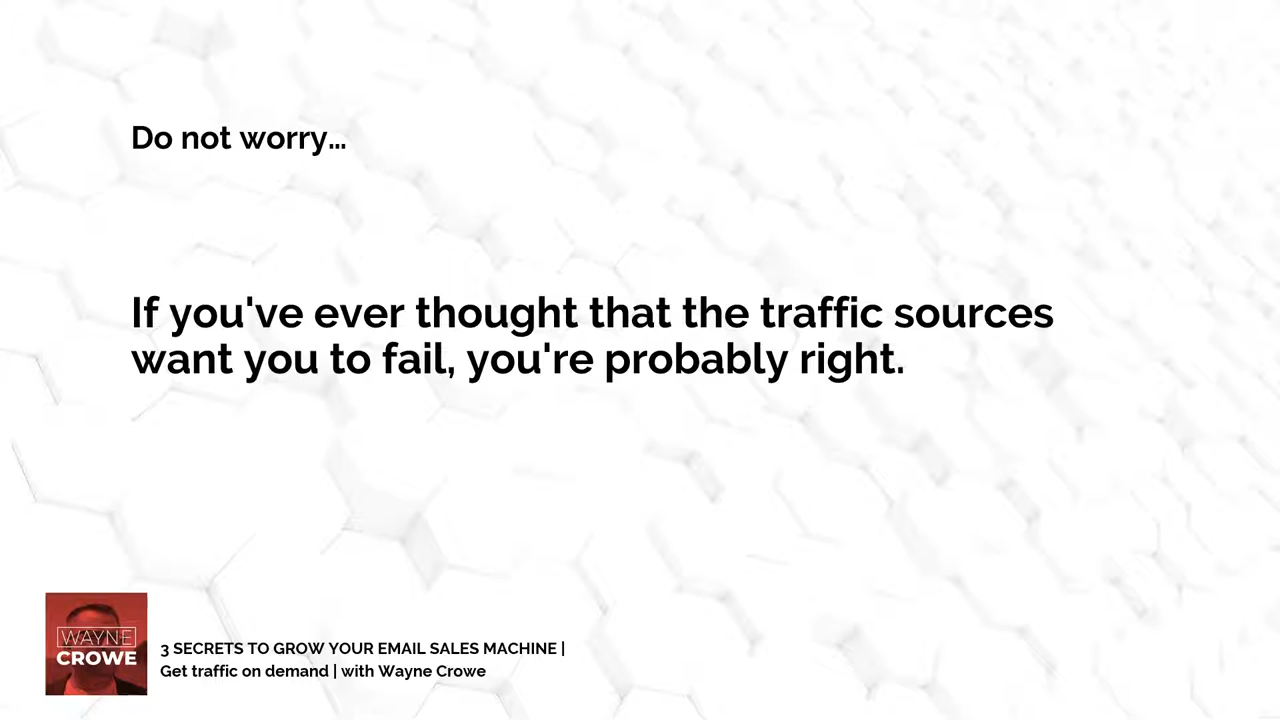 Do not worry...
If you've ever thought that the traffic sources
want you to fail, you're probably right.
WAYNE
CROWE
3 SECRETS TO GROW YOUR EMAIL SALES MACHINE |
Get traffic on demand | with Wayne Crowe